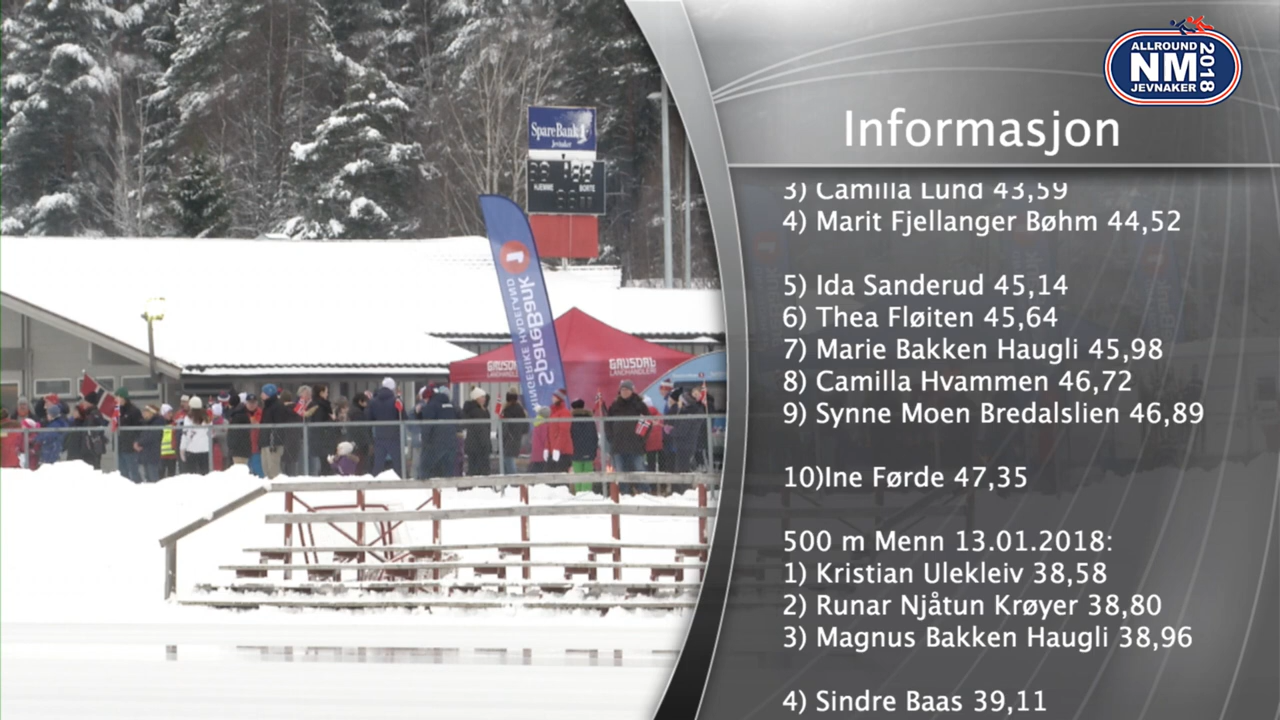 ALLROUND
NM
JEVNAKER
2018
Informasjon
3) Camilla Lund 43,59
4) Marit Fjellanger Bøhm 44,52
5) Ida Sanderud 45,14
6) Thea Fløiten 45,64
7) Marie Bakken Haugli 45,98
8) Camilla Hvammen 46,72
9) Synne Moen Bredalslien 46,89
10)Ine Førde 47,35
500 m Menn 13.01.2018:
1) Kristian Ulekleiv 38,58
2) Runar Njåtun Krøyer 38,80
3) Magnus Bakken Haugli 38,96
4) Sindre Baas 39,11
SpareBank 1
Jevnaker
HJEMME BORTE
1
SpareBank
RINGERIKE HADELAND
GAUSDAL
LANDHANDLERI